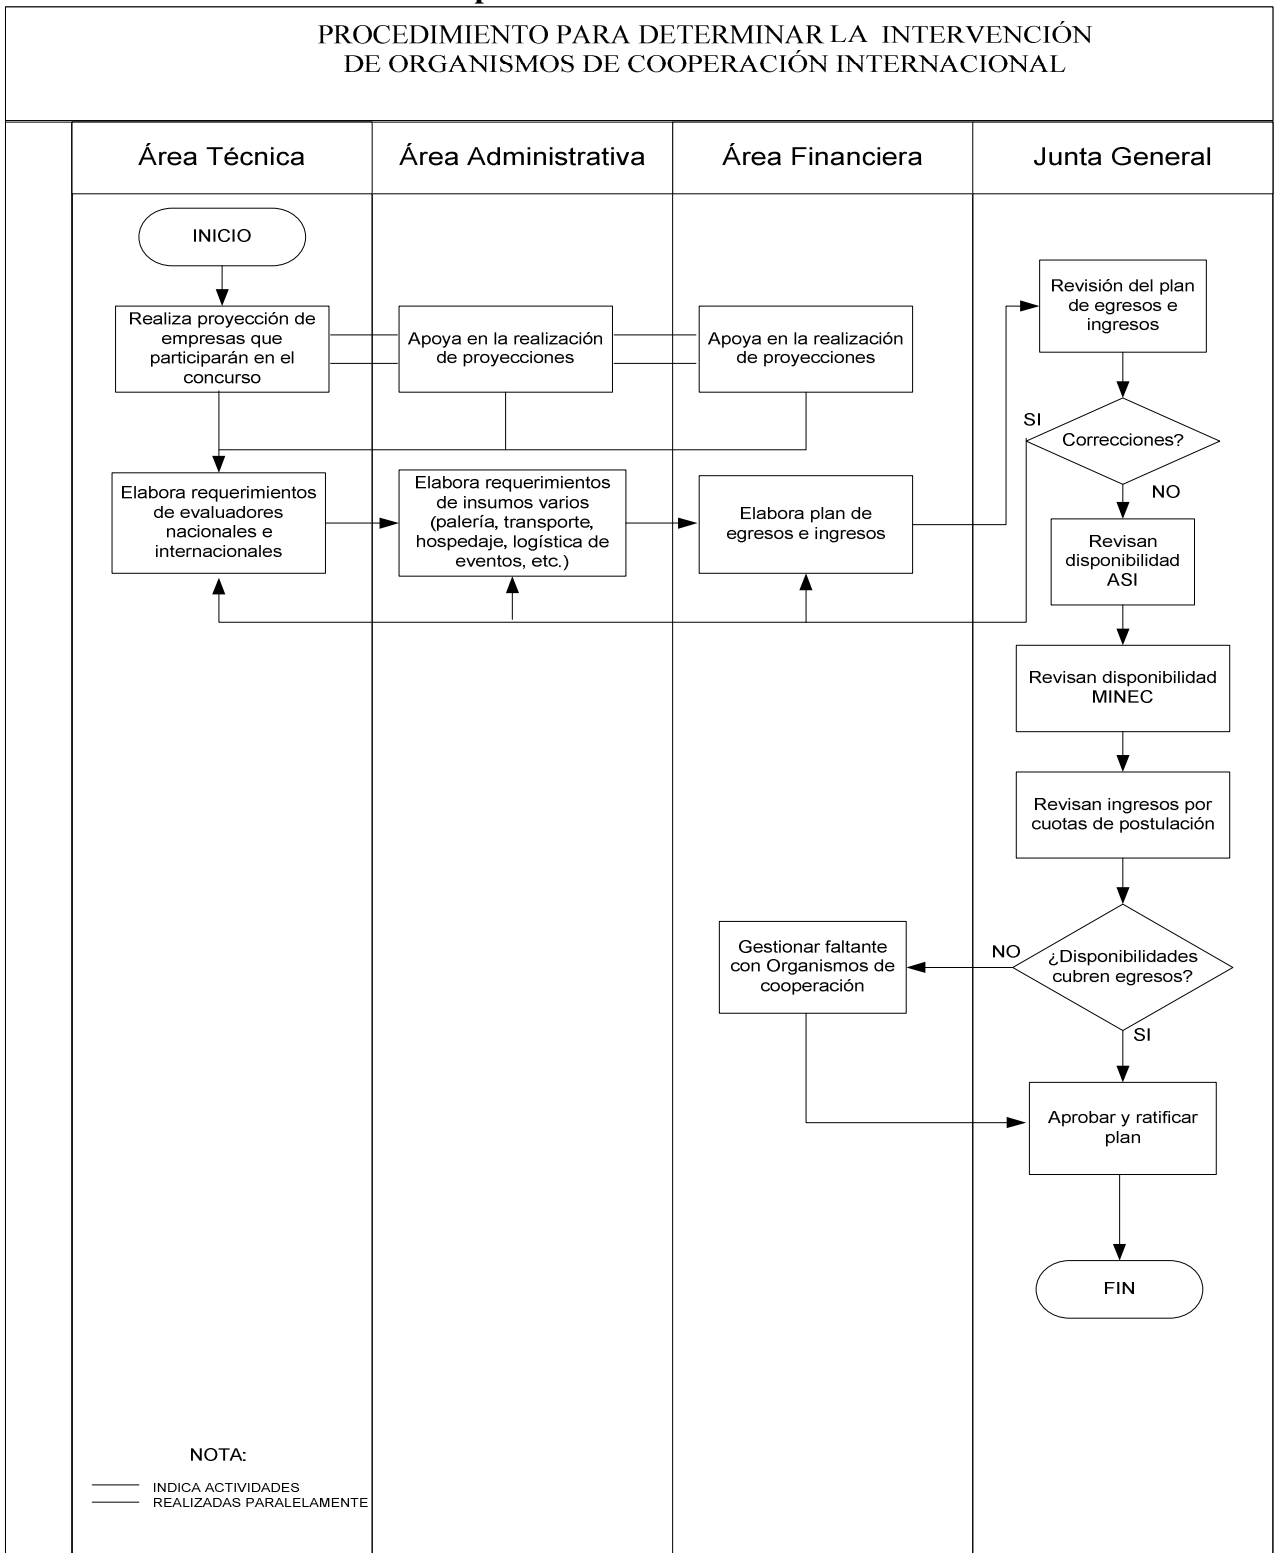 PROCEDIMIENTO PARA DETERMINAR LA INTERVENCIÓN
DE ORGANISMOS DE COOPERACIÓN INTERNACIONAL
Área Técnica
Área Administrativa
Área Financiera
Junta General
INICIO
Realiza proyección de
empresas que
participarán en el
concurso
Apoya en la realización
de proyecciones
Apoya en la realización
de proyecciones
Revisión del plan
de egresos e
ingresos
SI
Correcciones?
NO
Elabora requerimientos
de evaluadores
nacionales e
internacionales
Elabora requerimientos
de insumos varios
(palería, transporte,
hospedaje, logística de
eventos, etc.)
Elabora plan de
egresos e ingresos
Revisan
disponibilidad
ASI
Revisan disponibilidad
MINEC
Revisan ingresos por
cuotas de postulación
Gestionar faltante
con Organismos de
cooperación
NO
¿Disponibilidades
cubren egresos?
SI
Aprobar y ratificar
plan
FIN
NOTA:
INDICA ACTIVIDADES
REALIZADAS PARALELAMENTE